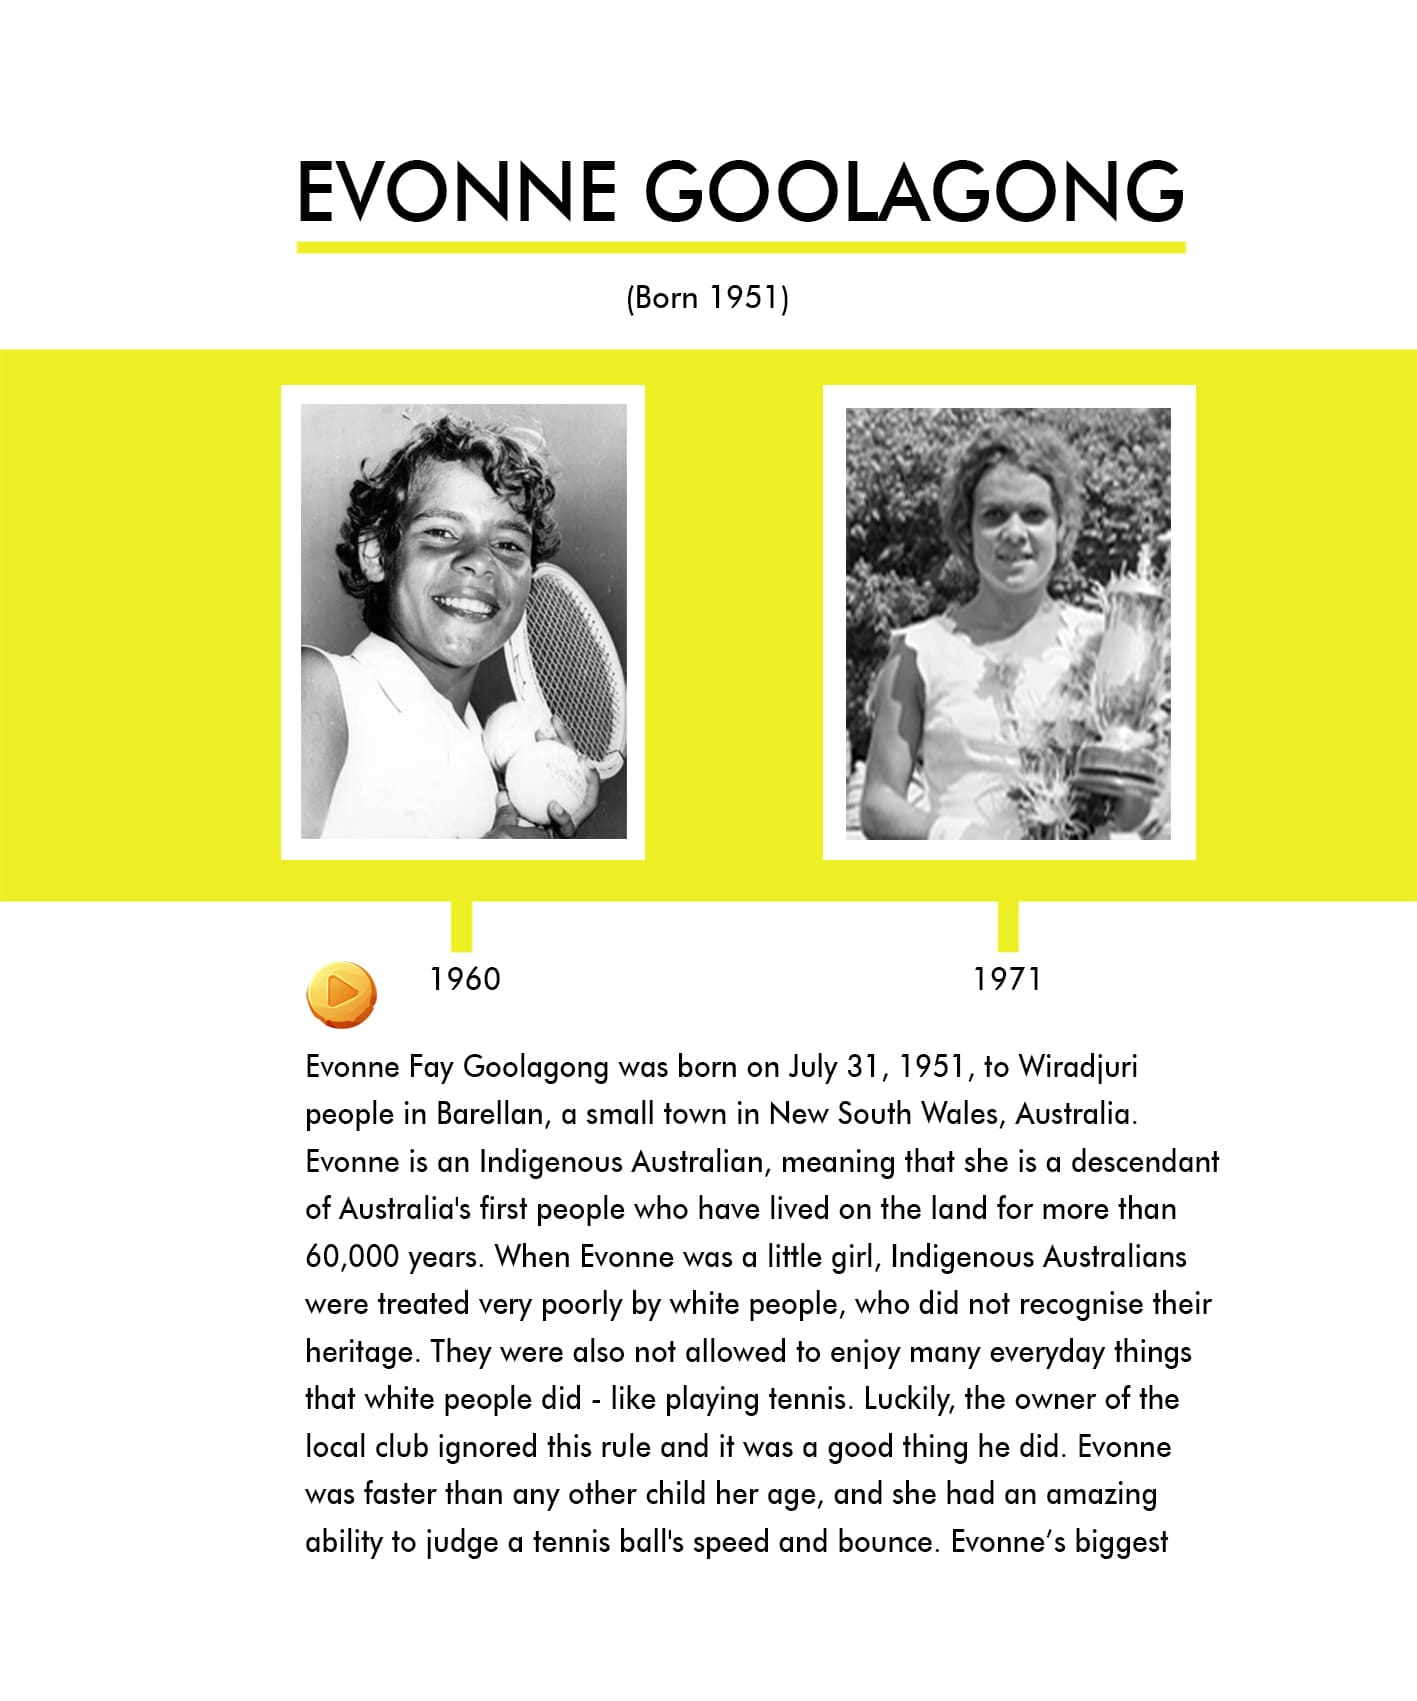 EVONNE GOOLAGONG
(Born 1951)
1960
1971
Evonne Fay Goolagong was born on July 31, 1951, to Wiradjuri
people in Barellan, a small town in New South Wales, Australia.
Evonne is an Indigenous Australian, meaning that she is a descendant
of Australia's first people who have lived on the land for more than
60,000 years. When Evonne was a little girl, Indigenous Australians
were treated very poorly by white people, who did not recognise their
heritage. They were also not allowed to enjoy many everyday things
that white people did - like playing tennis. Luckily, the owner of the
local club ignored this rule and it was a good thing he did. Evonne
was faster than any other child her age, and she had an amazing
ability to judge a tennis ball's speed and bounce. Evonne’s biggest